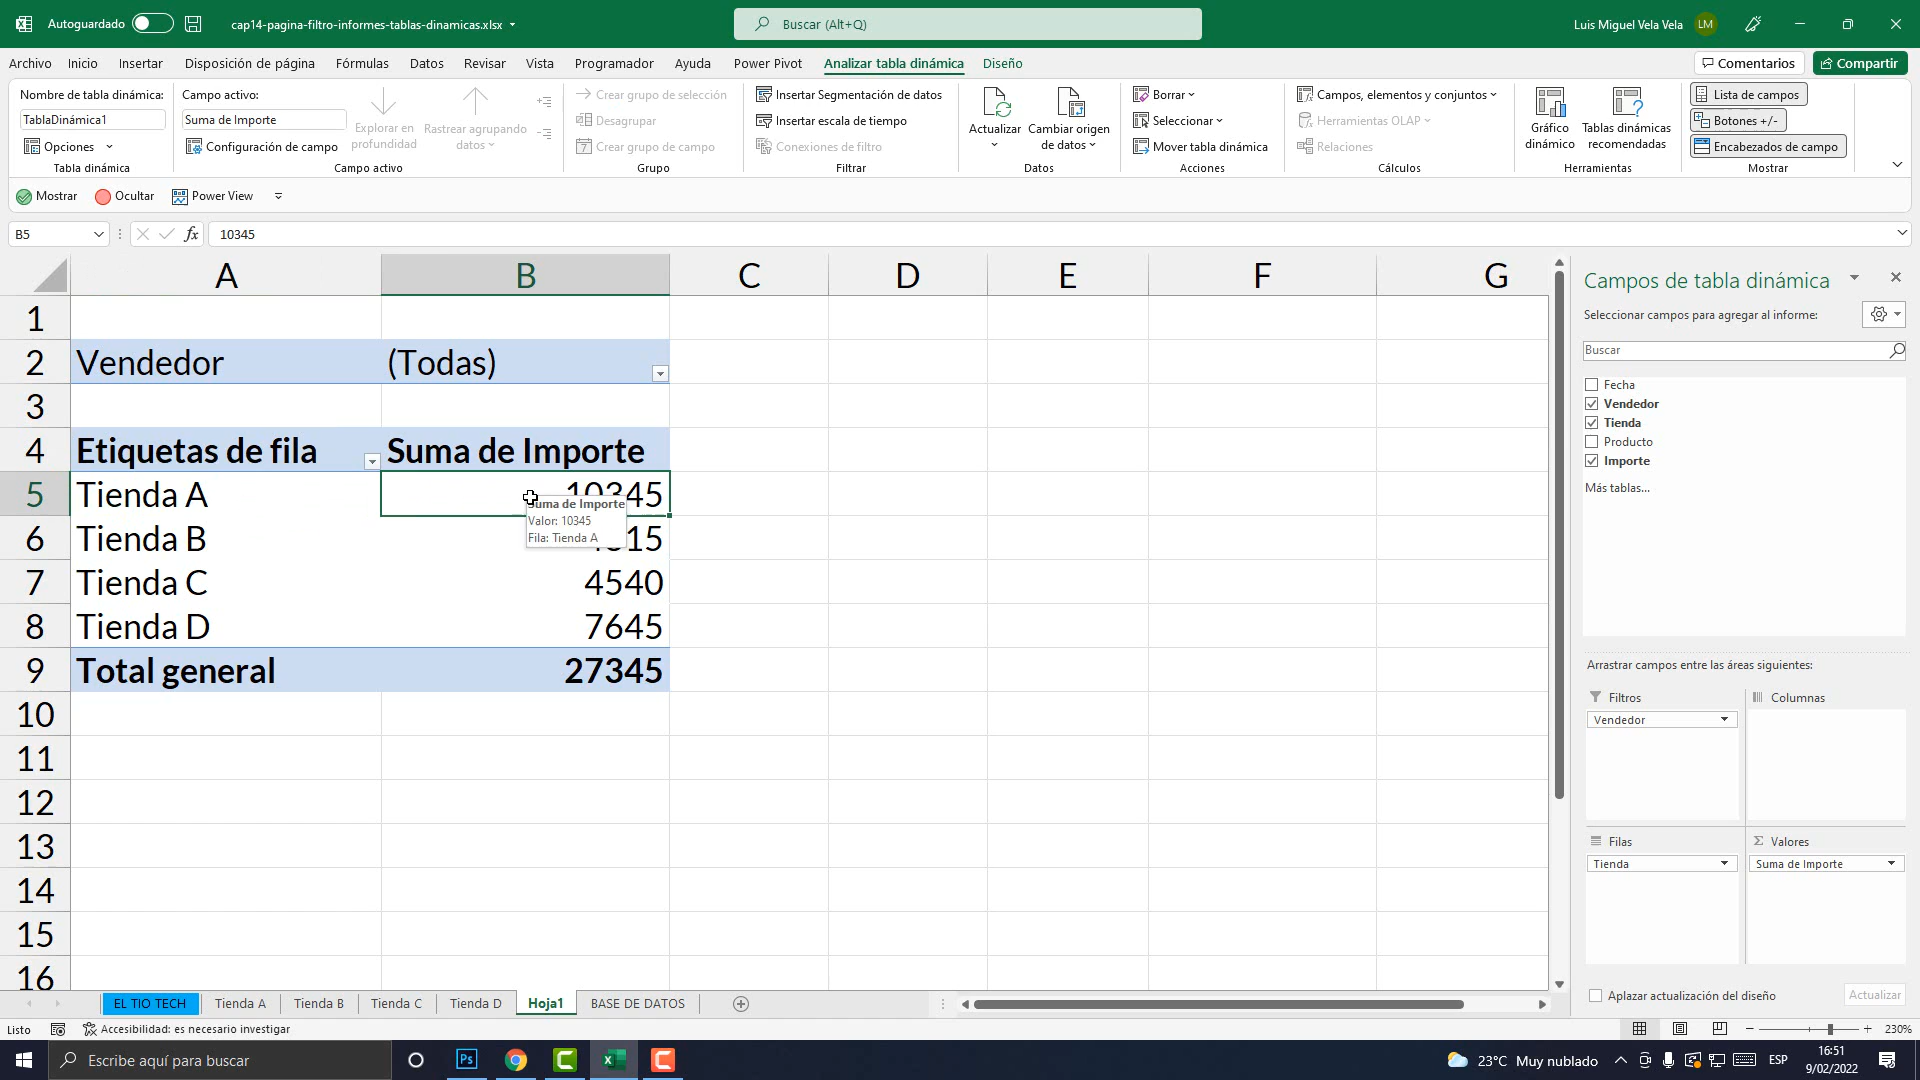 Autoguardado
cap14-pagina-filtro-informes-tablas-dinamicas.xlsx
Buscar (Alt+Q)
Luis Miguel Vela Vela
LM
Archivo Inicio Insertar Disposición de página Fórmulas Datos Revisar Vista Programador Ayuda Power Pivot Analizar tabla dinámica Diseño
Comentarios
Compartir
Nombre de tabla dinámica:
TablaDinámica1
Opciones
Tabla dinámica
Campo activo:
Suma de Importe
Configuración de campo
Explorar en
profundidad
Rastrear agrupando
datos
Campo activo
Crear grupo de selección
Desagrupar
Crear grupo de campo
Grupo
Insertar Segmentación de datos
Insertar escala de tiempo
Conexiones de filtro
Filtrar
Actualizar
Cambiar origen
de datos
Datos
Borrar
Seleccionar
Mover tabla dinámica
Acciones
Campos, elementos y conjuntos
Herramientas OLAP
Relaciones
Cálculos
Gráfico
dinámico
Tablas dinámicas
recomendadas
Herramientas
Lista de campos
Botones +/-
Encabezados de campo
Mostrar
Mostrar Ocultar Power View
B5
fx
10345
A B C D E F G
1
2 Vendedor (Todas)
3
4 Etiquetas de fila Suma de Importe
5 Tienda A 10345
6 Tienda B
7 Tienda C 4540
8 Tienda D 7645
9 Total general 27345
10
11
12
13
14
15
16
Suma de Importe
Valor: 10345
Fila: Tienda A
Campos de tabla dinámica
Seleccionar campos para agregar al informe:
Buscar
Fecha
Vendedor
Tienda
Producto
Importe
Más tablas...
Arrastrar campos entre las áreas siguientes:
Filtros
Vendedor
Columnas
Filas
Tienda
Σ Valores
Suma de Importe
Aplazar actualización del diseño
Actualizar
EL TIO TECH Tienda A Tienda B Tienda C Tienda D Hoja1 BASE DE DATOS
Listo
Accesibilidad: es necesario investigar
230%
Escribe aquí para buscar
Ps
23°C Muy nublado
ESP
16:51
9/02/2022